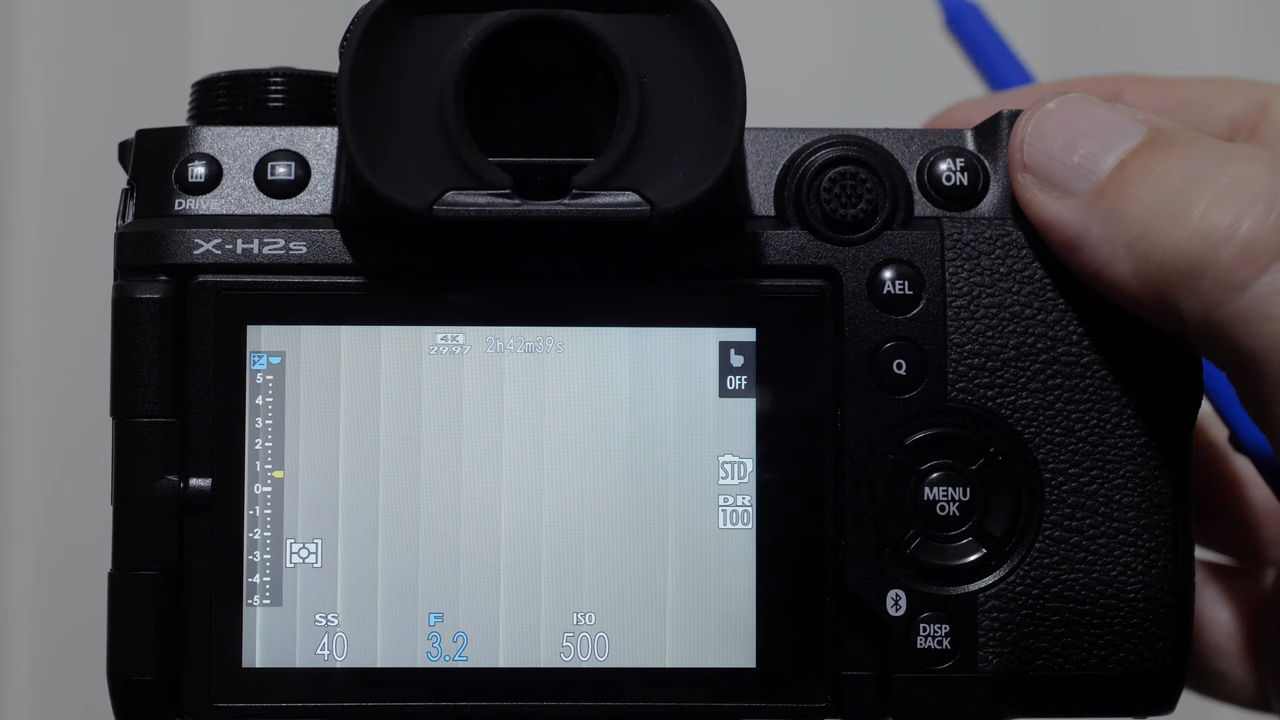 DRIVE
AF
ON
X-H2S
AEL
Q
4K
29.97 2h42m39s
OFF
5
4
3
2
1
0
-1
-2
-3
-4
-5
STD
DR
100
MENU
OK
SS
40
F
3.2
ISO
500
DISP
BACK